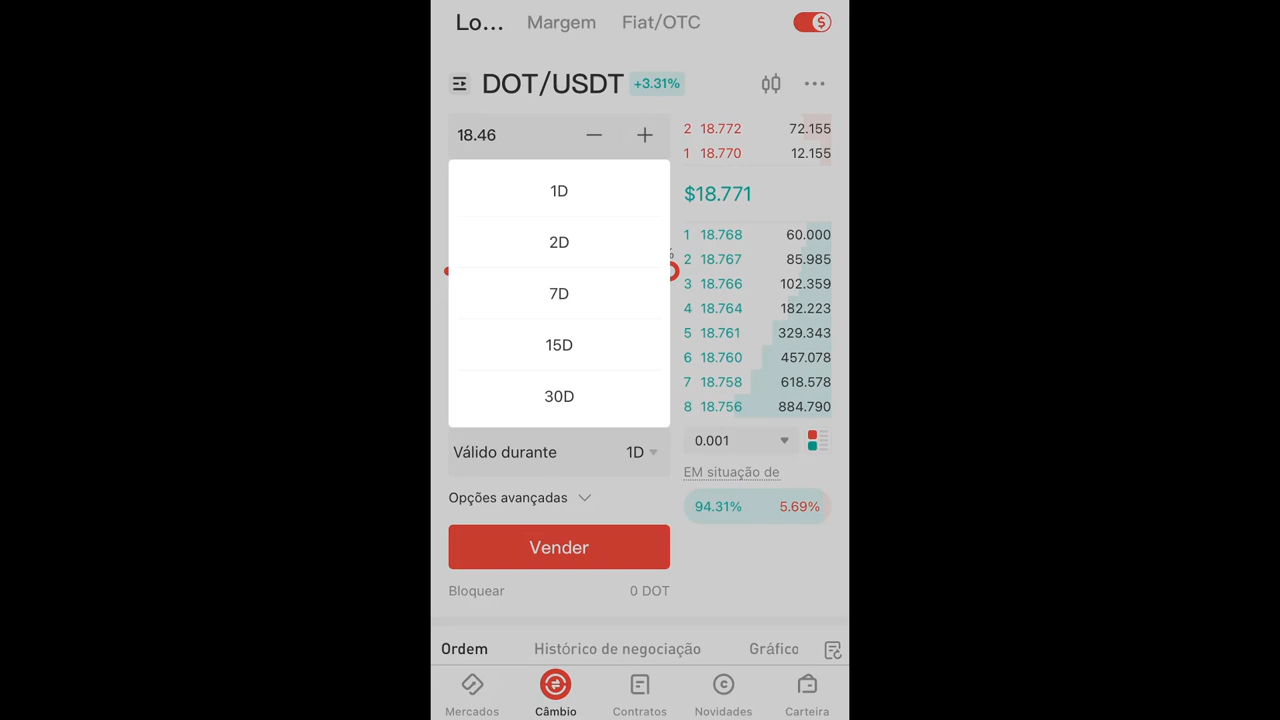 Lo... Margem Fiat/OTC $
DOT/USDT +3.31%
18.46
1D
2D
7D
15D
30D
%
Válido durante 1D
Opções avançadas
Vender
Bloquear 0 DOT
2 18.772 72.155
1 18.770 12.155
$18.771
1 18.768 60.000
2 18.767 85.985
3 18.766 102.359
4 18.764 182.223
5 18.761 329.343
6 18.760 457.078
7 18.758 618.578
8 18.756 884.790
0.001
EM situação de
94.31% 5.69%
Ordem Histórico de negociação Gráfico
Mercados Câmbio Contratos Novidades Carteira